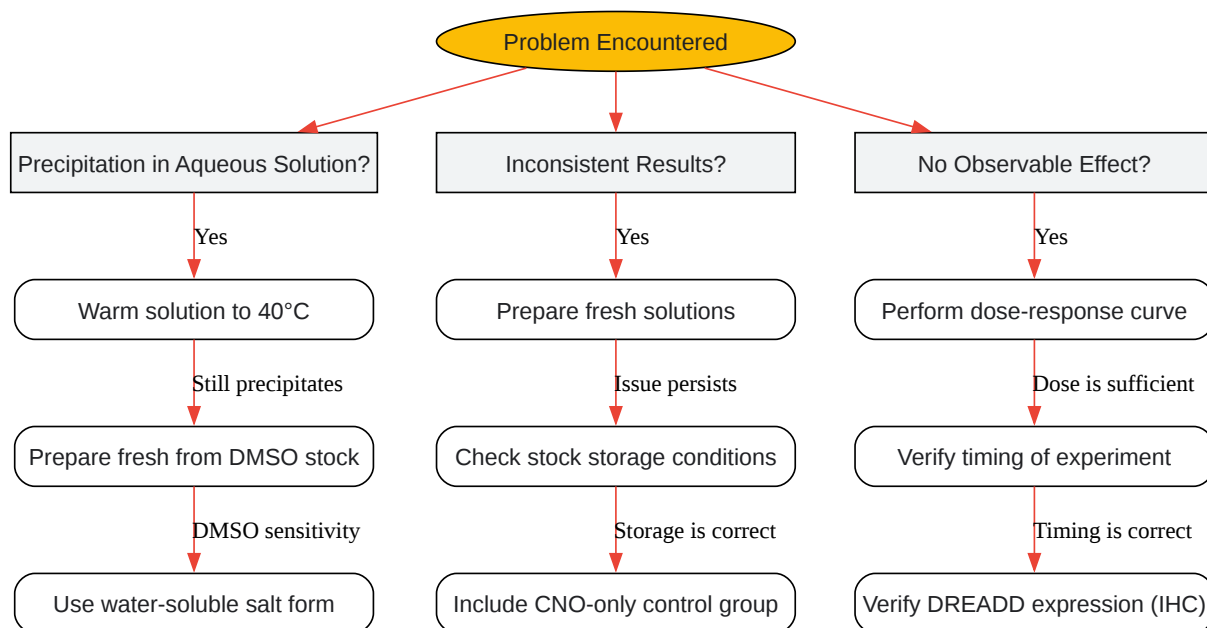 Problem Encountered
Precipitation in Aqueous Solution?
Inconsistent Results?
No Observable Effect?
Yes
Yes
Yes
Warm solution to 40°C
Prepare fresh solutions
Perform dose-response curve
Still precipitates
Issue persists
Dose is sufficient
Prepare fresh from DMSO stock
Check stock storage conditions
Verify timing of experiment
DMSO sensitivity
Storage is correct
Timing is correct
Use water-soluble salt form
Include CNO-only control group
Verify DREADD expression (IHC)